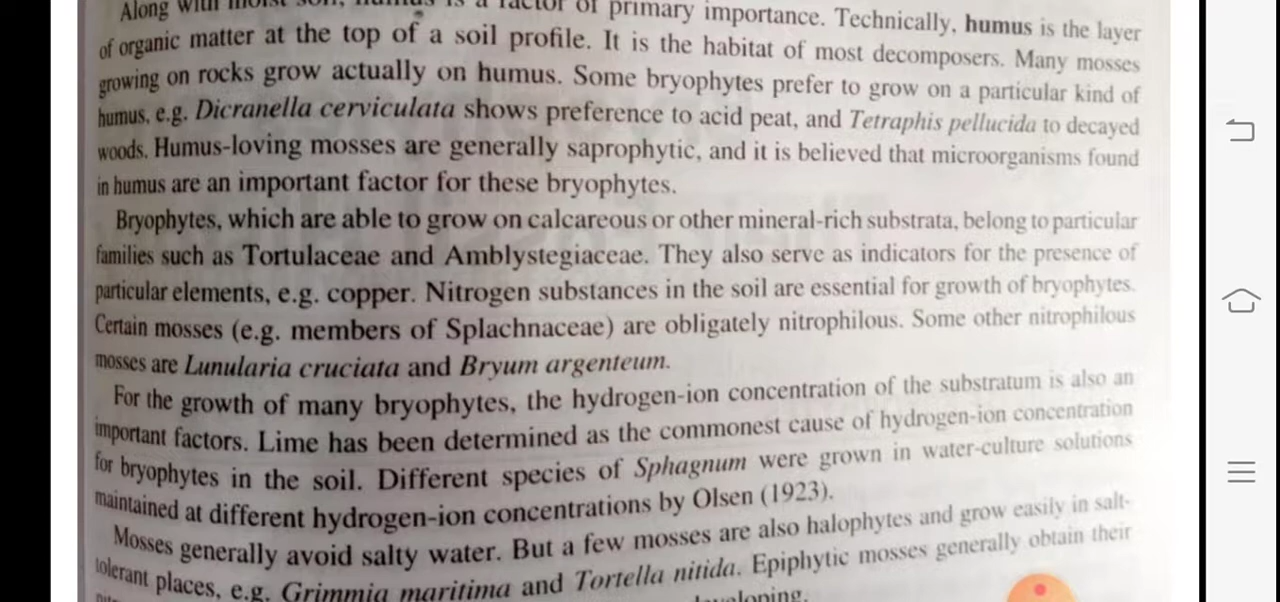 Along with moist soil, humus is a factor of primary importance. Technically, humus is the layer
of organic matter at the top of a soil profile. It is the habitat of most decomposers. Many mosses
growing on rocks grow actually on humus. Some bryophytes prefer to grow on a particular kind of
humus, e.g. Dicranella cerviculata shows preference to acid peat, and Tetraphis pellucida to decayed
woods. Humus-loving mosses are generally saprophytic, and it is believed that microorganisms found
in humus are an important factor for these bryophytes.
Bryophytes, which are able to grow on calcareous or other mineral-rich substrata, belong to particular
families such as Tortulaceae and Amblystegiaceae. They also serve as indicators for the presence of
particular elements, e.g. copper. Nitrogen substances in the soil are essential for growth of bryophytes.
Certain mosses (e.g. members of Splachnaceae) are obligately nitrophilous. Some other nitrophilous
mosses are Lunularia cruciata and Bryum argenteum.
For the growth of many bryophytes, the hydrogen-ion concentration of the substratum is also an
important factors. Lime has been determined as the commonest cause of hydrogen-ion concentration
for bryophytes in the soil. Different species of Sphagnum were grown in water-culture solutions
maintained at different hydrogen-ion concentrations by Olsen (1923).
Mosses generally avoid salty water. But a few mosses are also halophytes and grow easily in salt-
tolerant places, e.g. Grimmia maritima and Tortella nitida. Epiphytic mosses generally obtain their